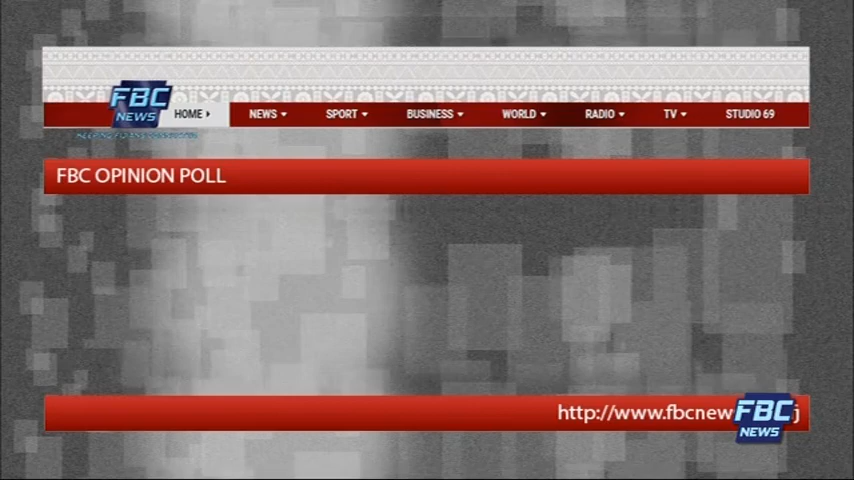 FBC
NEWS
HOME NEWS SPORT BUSINESS WORLD RADIO TV STUDIO 69
FBC OPINION POLL
http://www.fbcnew
FBC
NEWS